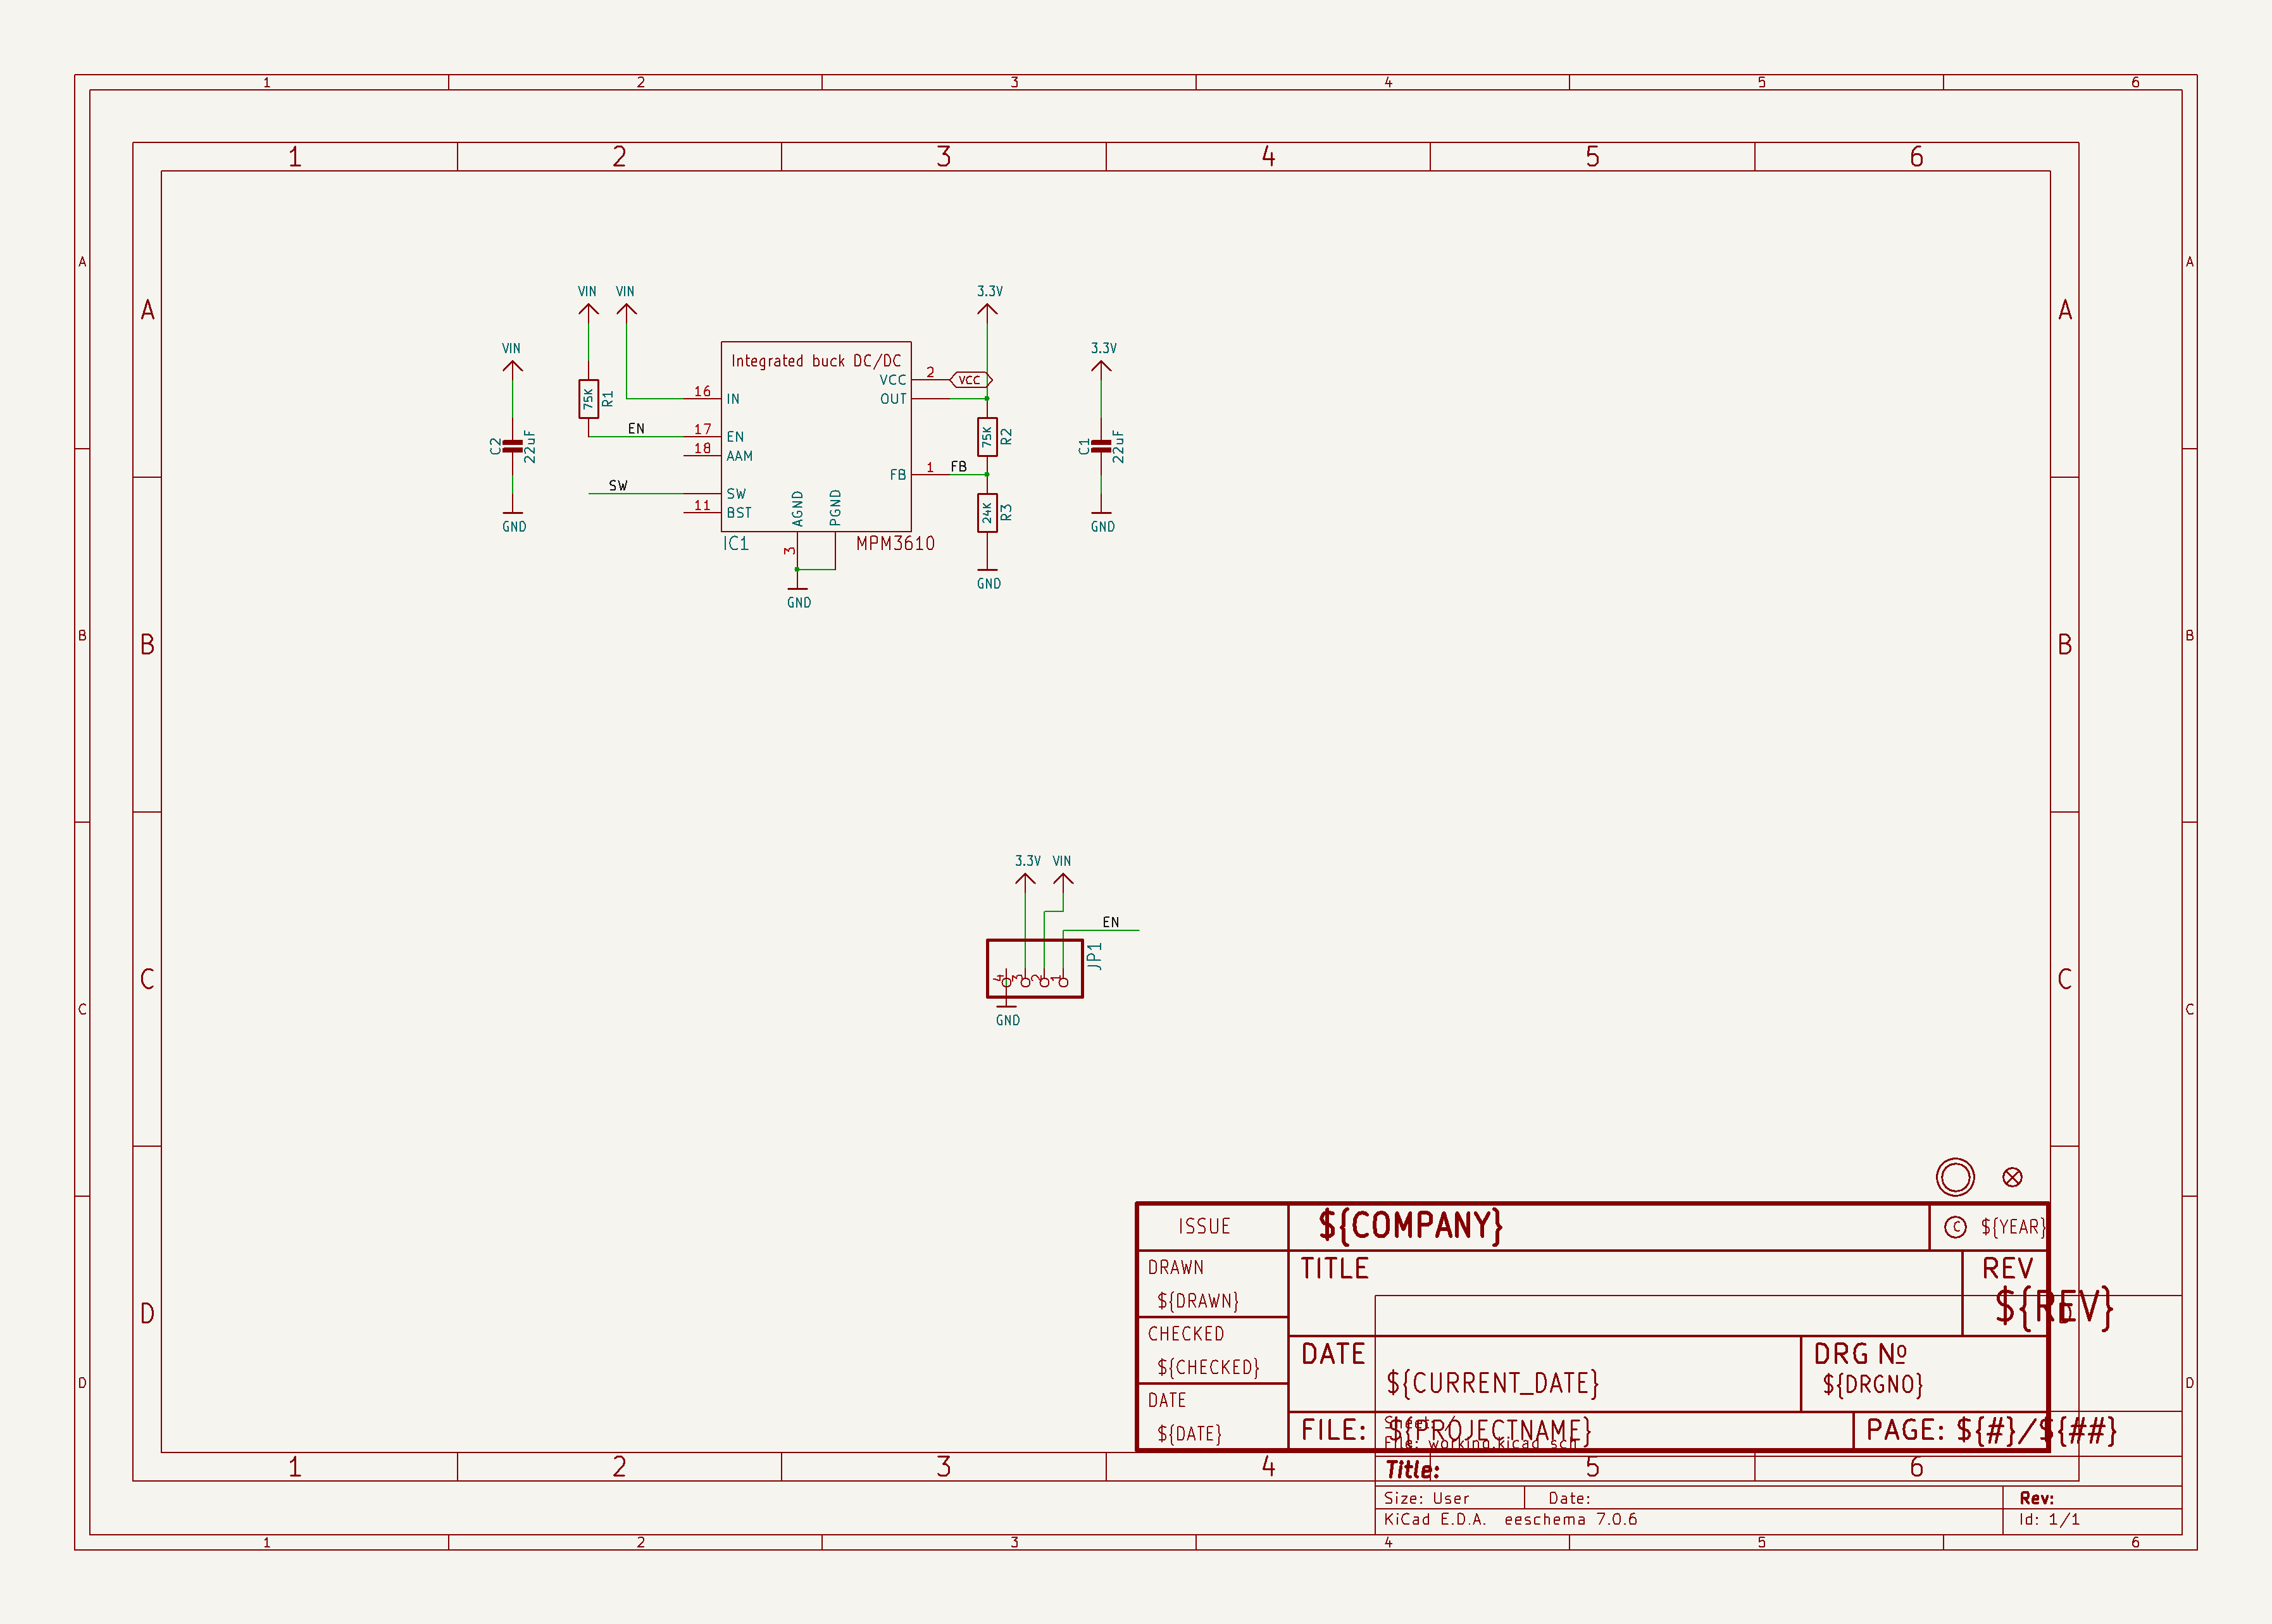 1 2 3 4 5 6
1 2 3 4 5 6
A A
A A
VIN VIN 3.3V
VIN 3.3V
Integrated buck DC/DC
VCC 2 VCC
16 IN OUT
75K R1
EN 17 EN
18 AAM
75K R2
C2 22uF
C1 22uF
FB 1 FB
SW SW
11 BST
AGND PGND
24K R3
GND GND
IC1 MPM3610
3
GND
GND
B B
B B
3.3V VIN
EN
JP1
4 3 2 1
GND
C C
C C
ISSUE ${COMPANY} C ${YEAR}
DRAWN TITLE REV
${DRAWN} ${REV}
D D
CHECKED DATE DRG Nº
${CHECKED} ${CURRENT_DATE} ${DRGNO}
D D
DATE
${DATE} FILE: ${PROJECTNAME} PAGE: ${#}/${##}
Sheet: /
File: working.kicad_sch
1 2 3 4 5 6
Title:
Size: User Date: Rev:
KiCad E.D.A. eeschema 7.0.6 Id: 1/1
1 2 3 4 5 6